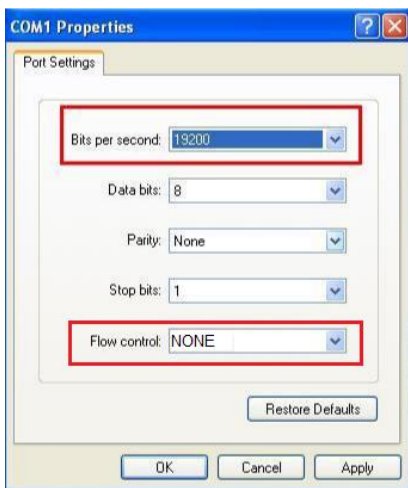 COM1 Properties
Port Settings
Bits per second: 19200
Data bits: 8
Parity: None
Stop bits: 1
Flow control: NONE
Restore Defaults
OK Cancel Apply